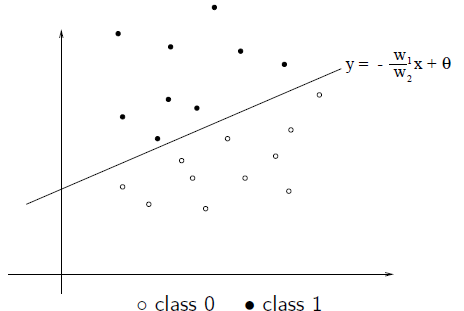 y = - w₁/w₂ x + θ
class 0 class 1